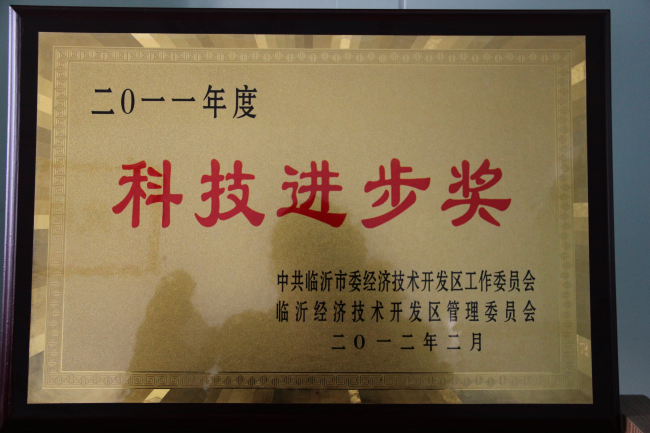 二0一一年度
科技进步奖
中共临沂市委经济技术开发区工作委员会
临沂经济技术开发区管理委员会
二0一二年二月